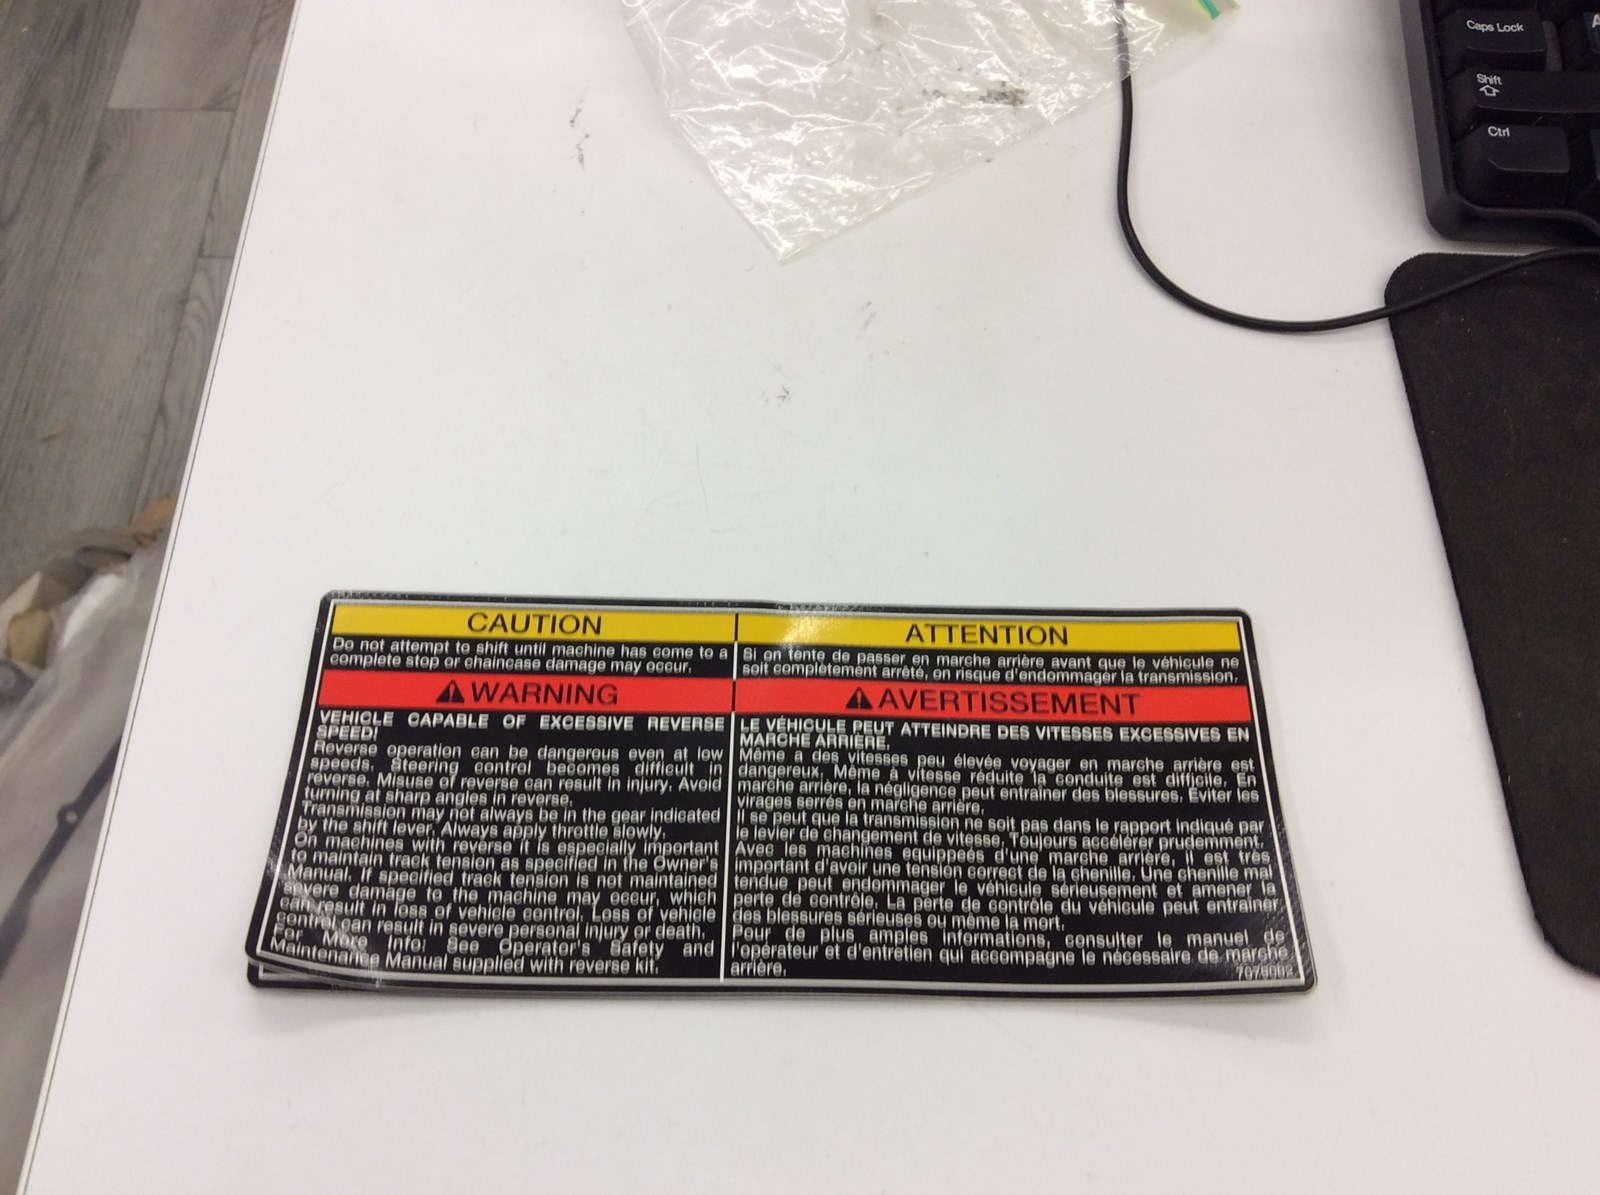 Caps Lock
A
Shift
Ctrl
CAUTION
Do not attempt to shift until machine has come to a
complete stop or chaincase damage may occur.
WARNING
VEHICLE CAPABLE OF EXCESSIVE REVERSE
SPEED!
Reverse operation can be dangerous even at low
speeds. Steering control becomes difficult in
reverse. Misuse of reverse can result in injury. Avoid
turning at sharp angles in reverse.
Transmission may not always be in the gear indicated
by the shift lever. Always apply throttle slowly.
On machines with reverse it is especially important
to maintain track tension as specified in the Owner's
Manual. If specified track tension is not maintained
severe damage to the machine may occur, which
can result in loss of vehicle control. Loss of vehicle
control can result in severe personal injury or death.
For More Info: See Operator's Safety and
Maintenance Manual supplied with reverse kit.
ATTENTION
Si on tente de passer en marche arrière avant que le véhicule ne
soit complètement arrêté, on risque d'endommager la transmission.
AVERTISSEMENT
LE VÉHICULE PEUT ATTEINDRE DES VITESSES EXCESSIVES EN
MARCHE ARRIÈRE.
Même à des vitesses peu élevée voyager en marche arrière est
dangereux. Même à vitesse réduite la conduite est difficile. En
marche arrière, la négligence peut entraîner des blessures. Éviter les
virages serrés en marche arrière.
Il se peut que la transmission ne soit pas dans le rapport indiqué par
le levier de changement de vitesse. Toujours accélérer prudemment.
Avec les machines equippeés d'une marche arrière, il est très
important d'avoir une tension correct de la chenille. Une chenille mal
tendue peut endommager le véhicule sérieusement et amener la
perte de contrôle. La perte de contrôle du véhicule peut entraîner
des blessures sérieuses ou même la mort.
Pour de plus amples informations, consulter le manuel de
l'opérateur et d'entretien qui accompagne le nécessaire de marche
arrière.
7079002